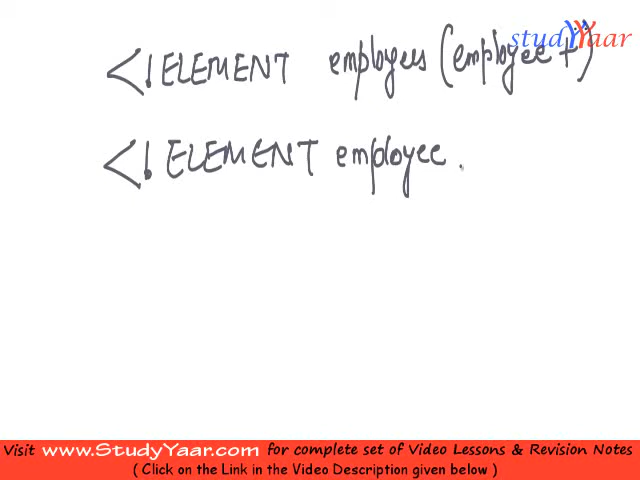 studYYaar
<!ELEMENT employees (employee+)
<!ELEMENT employee .
Visit www.StudyYaar.com for complete set of Video Lessons & Revision Notes
( Click on the Link in the Video Description given below )